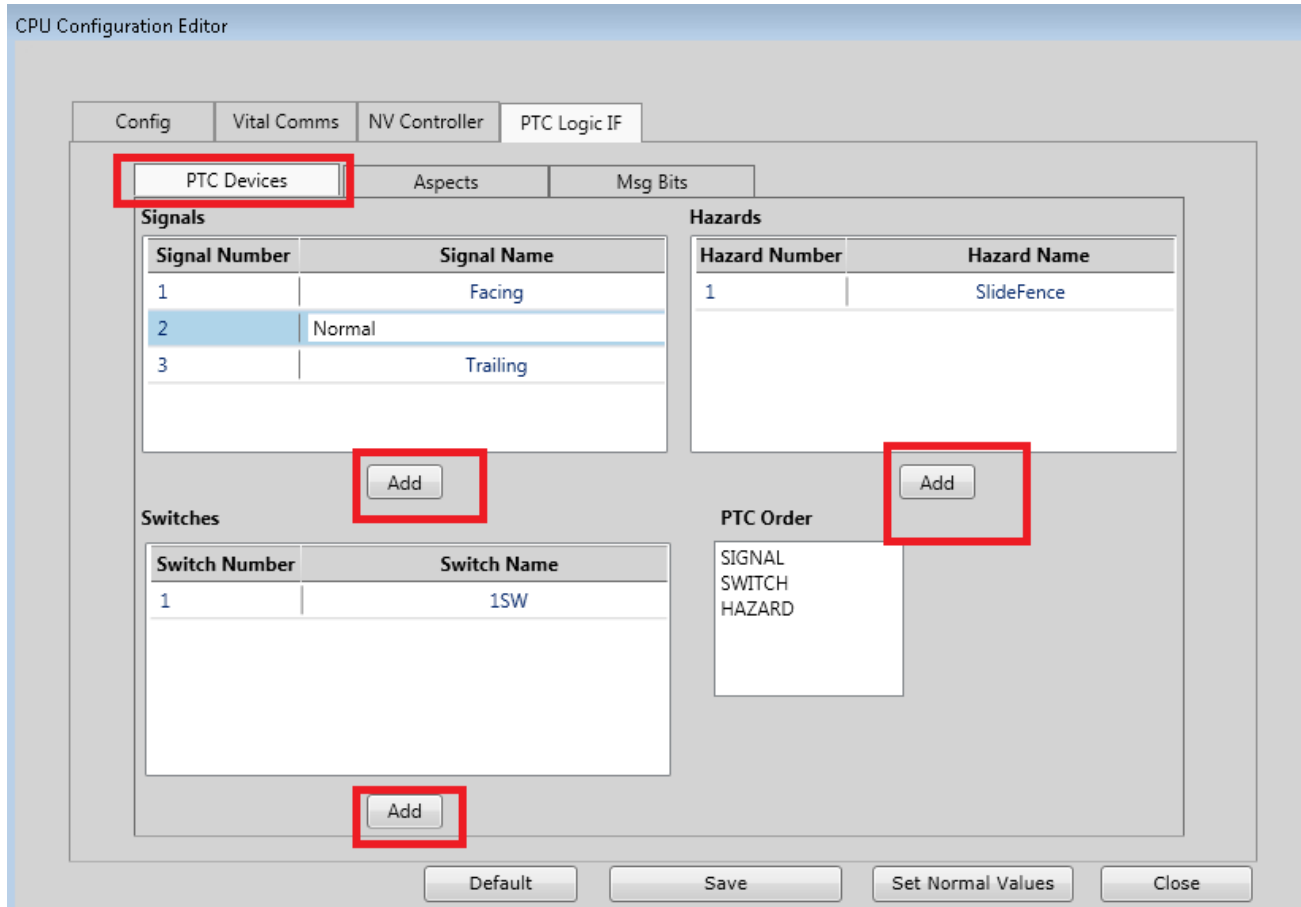 CPU Configuration Editor
Config Vital Comms NV Controller PTC Logic IF
PTC Devices Aspects Msg Bits
Signals
Signal Number Signal Name
1 Facing
2 Normal
3 Trailing
Add
Hazards
Hazard Number Hazard Name
1 SlideFence
Add
Switches
Switch Number Switch Name
1 1SW
Add
PTC Order
SIGNAL
SWITCH
HAZARD
Default Save Set Normal Values Close